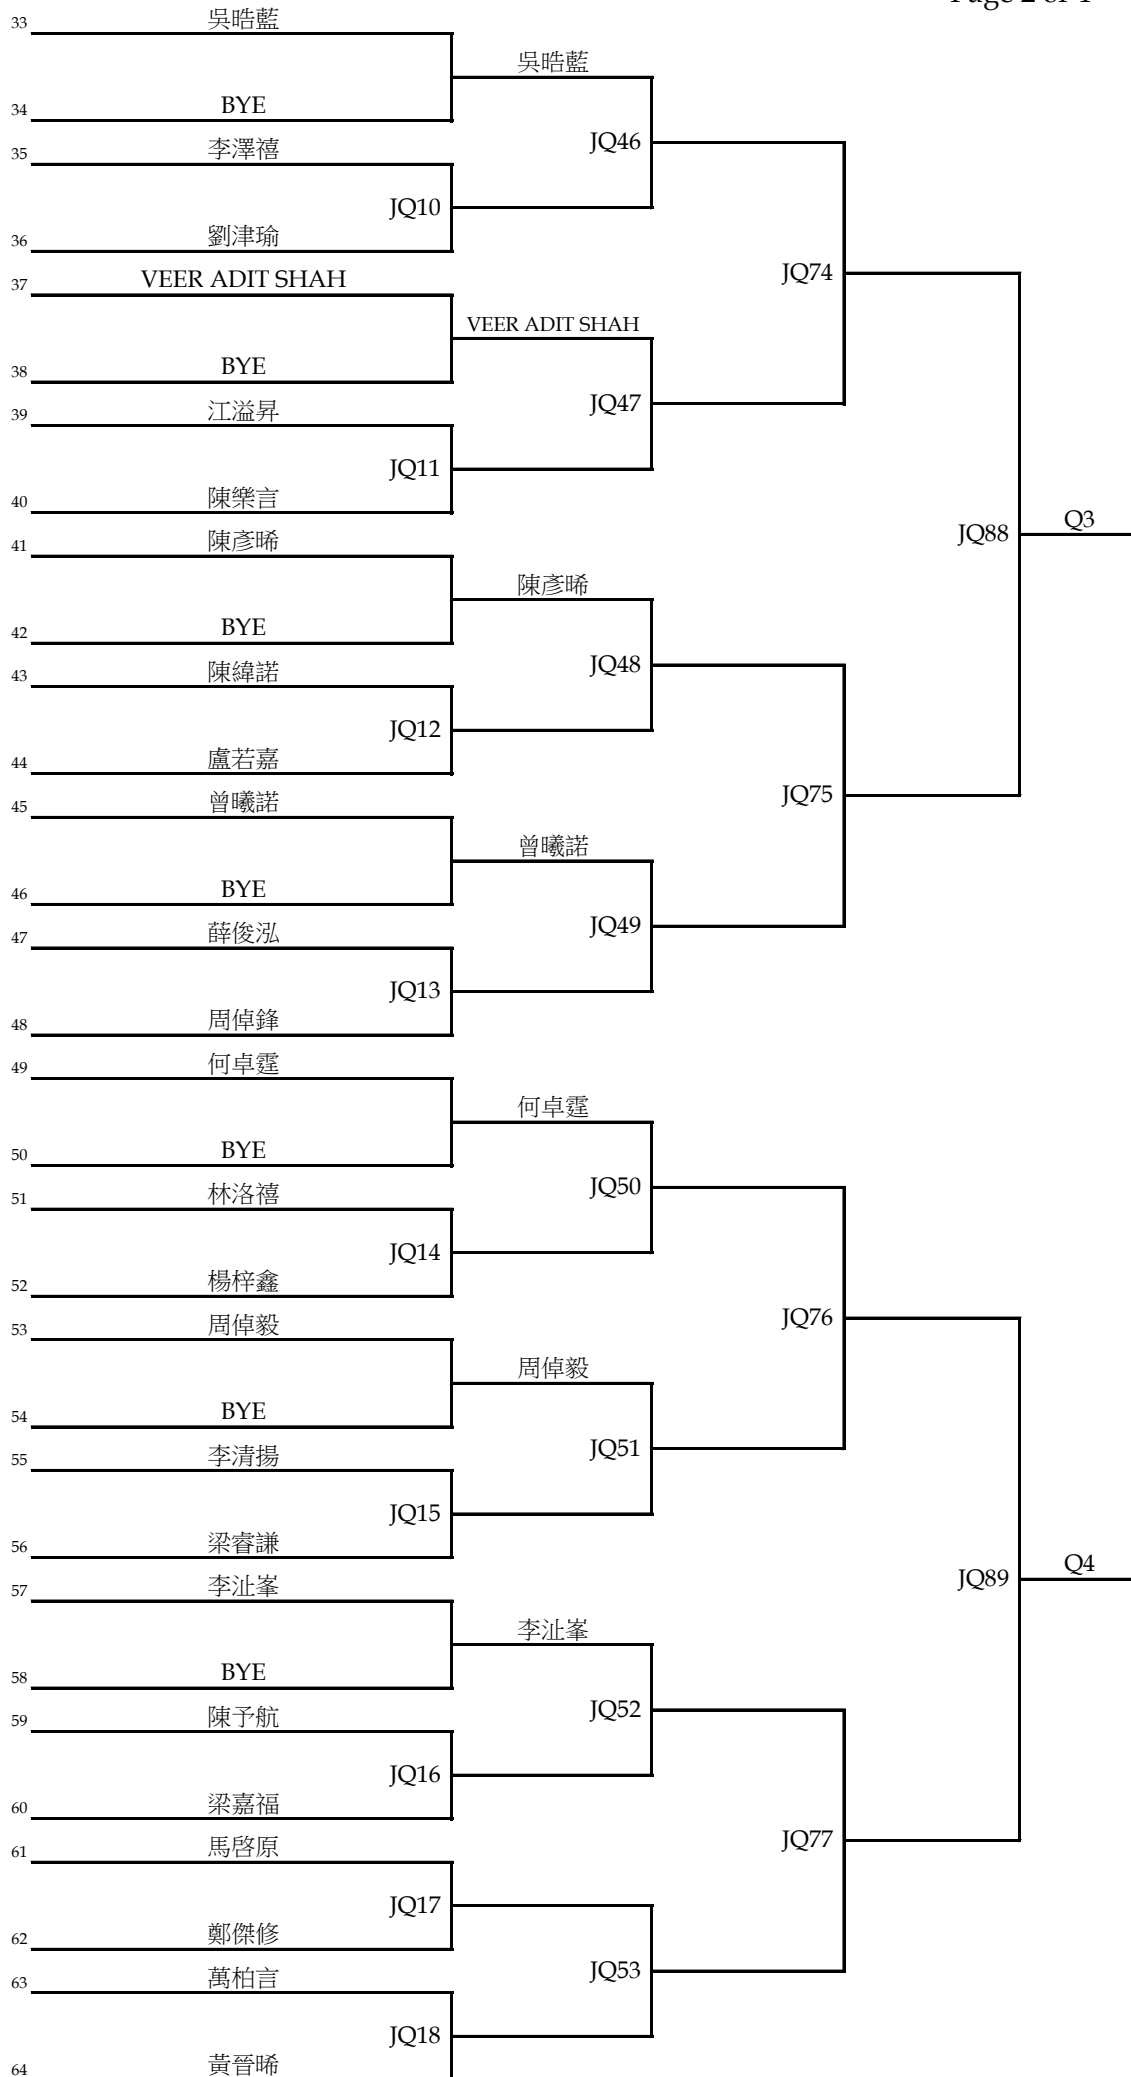 33 吳晧藍
吳晧藍
34 BYE
JQ46
35 李澤禧
JQ10
36 劉津瑜
JQ74
37 VEER ADIT SHAH
VEER ADIT SHAH
38 BYE
JQ47
39 江溢昇
JQ11
40 陳樂言
JQ88 Q3
41 陳彥晞
陳彥晞
42 BYE
JQ48
43 陳緯諾
JQ12
44 盧若嘉
JQ75
45 曾曦諾
曾曦諾
46 BYE
JQ49
47 薛俊泓
JQ13
48 周倬鋒
49 何卓霆
何卓霆
50 BYE
JQ50
51 林洛禧
JQ14
52 楊梓鑫
JQ76
53 周倬毅
周倬毅
54 BYE
JQ51
55 李清揚
JQ15
56 梁睿謙
JQ89 Q4
57 李沚峯
李沚峯
58 BYE
JQ52
59 陳予航
JQ16
60 梁嘉福
JQ77
61 馬啓原
JQ17
62 鄭傑修
JQ53
63 萬柏言
JQ18
64 黃晉晞